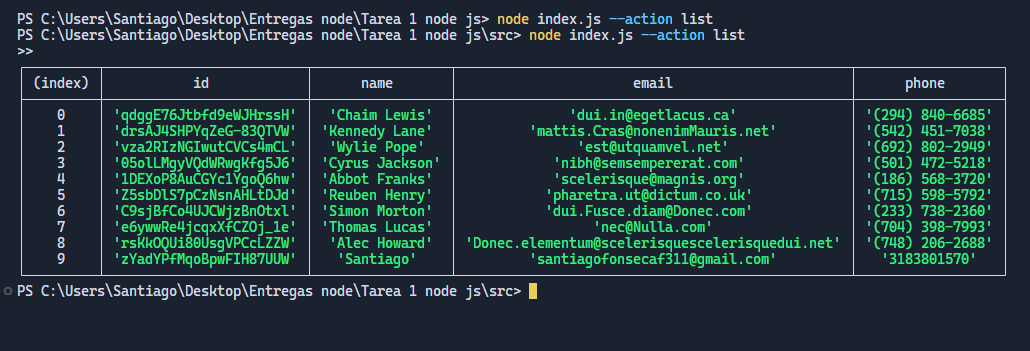 PS C:\Users\Santiago\Desktop\Entregas node\Tarea 1 node js> node index.js --action list
PS C:\Users\Santiago\Desktop\Entregas node\Tarea 1 node js\src> node index.js --action list
>>
(index) id name email phone
0 'qdggE76Jtbfd9eWJHrssH' 'Chaim Lewis' 'dui.in@egetlacus.ca' '(294) 840-6685'
1 'drsAJ4SHPYqZeG-83QTVW' 'Kennedy Lane' 'mattis.Cras@nonenimMauris.net' '(542) 451-7038'
2 'vza2RIzNGIwutCVCs4mCL' 'Wylie Pope' 'est@utquamvel.net' '(692) 802-2949'
3 '05olLMgyVQdWRwgKfg5J6' 'Cyrus Jackson' 'nibh@semsempererat.com' '(501) 472-5218'
4 '1DEXoP8AuCGYc1YgoQ6hw' 'Abbot Franks' 'scelerisque@magnis.org' '(186) 568-3720'
5 'Z5sbDlS7pCzNsnAHLtDJd' 'Reuben Henry' 'pharetra.ut@dictum.co.uk' '(715) 598-5792'
6 'C9sjBfCo4UJCWjzBnOtxl' 'Simon Morton' 'dui.Fusce.diam@Donec.com' '(233) 738-2360'
7 'e6ywwRe4jcqxXfCZOj_1e' 'Thomas Lucas' 'nec@Nulla.com' '(704) 398-7993'
8 'rsKkOQUi80UsgVPCcLZZW' 'Alec Howard' 'Donec.elementum@scelerisquescelerisquedui.net' '(748) 206-2688'
9 'zYadYPfMqoBpwFIH87UUW' 'Santiago' 'santiagofonsecaf311@gmail.com' '3183801570'
PS C:\Users\Santiago\Desktop\Entregas node\Tarea 1 node js\src>